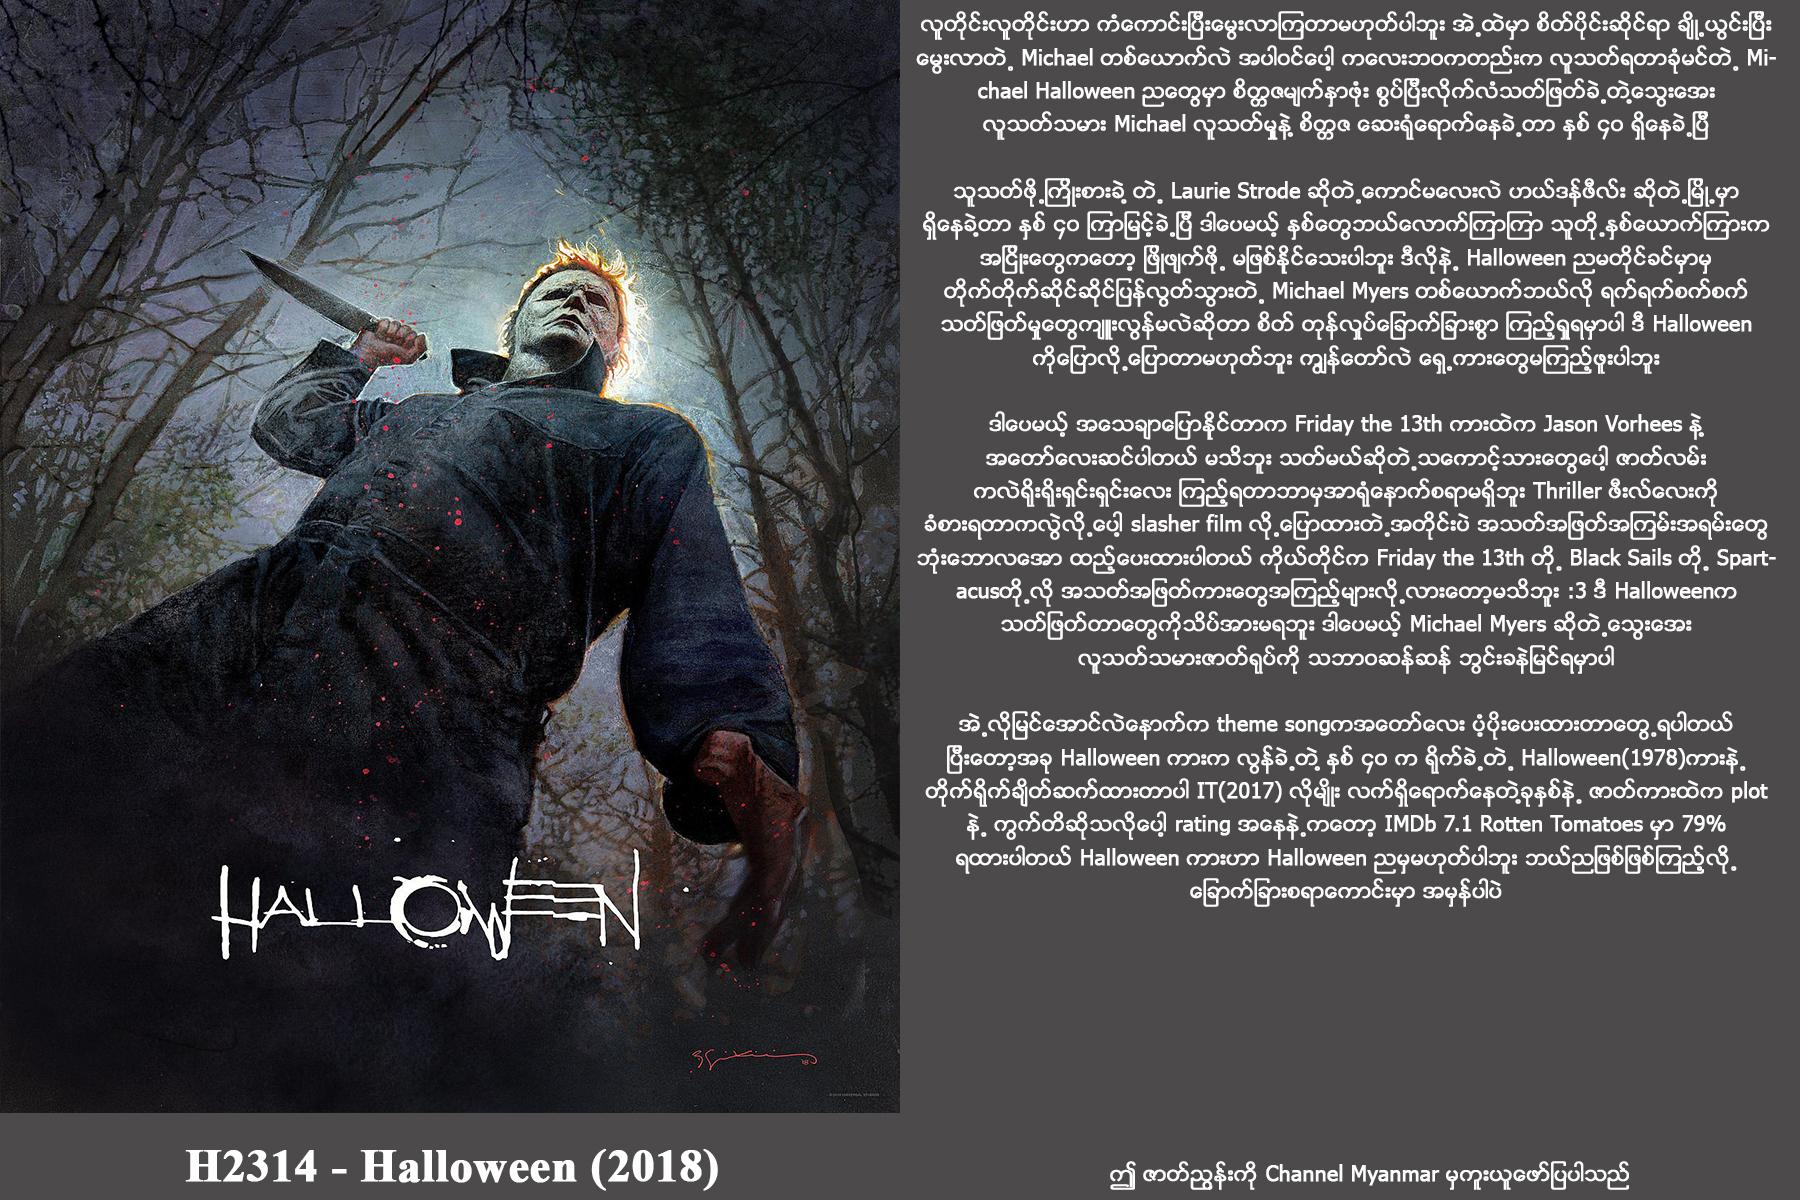 HALLOWEEN
H2314 - Halloween (2018)
လူတိုင်းလူတိုင်းဟာ ကံကောင်းပြီးမွေးလာကြတာမဟုတ်ပါဘူး အဲ့ထဲမှာ စိတ်ပိုင်းဆိုင်ရာ ချို့ယွင်းပြီး
မွေးလာတဲ့ Michael တစ်ယောက်လဲ အပါဝင်ပေါ့ ကလေးဘဝကတည်းက လူသတ်ရတာခုံမင်တဲ့ Mi-
chael Halloween ညတွေမှာ စိတ္တဇမျက်နှာဖုံး စွပ်ပြီးလိုက်လံသတ်ဖြတ်ခဲ့တဲ့သွေးအေး
လူသတ်သမား Michael လူသတ်မှုနဲ့ စိတ္တဇ ဆေးရုံရောက်နေခဲ့တာ နှစ် ၄၀ ရှိနေခဲ့ပြီ
သူသတ်ဖို့ကြိုးစားခဲ့ တဲ့ Laurie Strode ဆိုတဲ့ကောင်မလေးလဲ ဟယ်ဒန်ဖီလ်း ဆိုတဲ့မြို့မှာ
ရှိနေခဲ့တာ နှစ် ၄၀ ကြာမြင့်ခဲ့ပြီ ဒါပေမယ့် နှစ်တွေဘယ်လောက်ကြာကြာ သူတို့နှစ်ယောက်ကြားက
အငြိုးတွေကတော့ ဖြိုဖျက်ဖို့ မဖြစ်နိုင်သေးပါဘူး ဒီလိုနဲ့ Halloween ညမတိုင်ခင်မှာမှ
တိုက်တိုက်ဆိုင်ဆိုင်ပြန်လွတ်သွားတဲ့ Michael Myers တစ်ယောက်ဘယ်လို ရက်ရက်စက်စက်
သတ်ဖြတ်မှုတွေကျူးလွန်မလဲဆိုတာ စိတ် တုန်လှုပ်ခြောက်ခြားစွာ ကြည့်ရှုရမှာပါ ဒီ Halloween
ကိုပြောလို့ပြောတာမဟုတ်ဘူး ကျွန်တော်လဲ ရှေ့ကားတွေမကြည့်ဖူးပါဘူး
ဒါပေမယ့် အသေချာပြောနိုင်တာက Friday the 13th ကားထဲက Jason Vorhees နဲ့
အတော်လေးဆင်ပါတယ် မသိဘူး သတ်မယ်ဆိုတဲ့သကောင့်သားတွေပေါ့ ဇာတ်လမ်း
ကလဲရိုးရိုးရှင်းရှင်းလေး ကြည့်ရတာဘာမှအာရုံနောက်စရာမရှိဘူး Thriller ဖီးလ်လေးကို
ခံစားရတာကလွဲလို့ပေါ့ slasher film လို့ပြောထားတဲ့အတိုင်းပဲ အသတ်အဖြတ်အကြမ်းအရမ်းတွေ
ဘုံးဘောလအော ထည့်ပေးထားပါတယ် ကိုယ်တိုင်က Friday the 13th တို့ Black Sails တို့ Spart-
acusတို့လို အသတ်အဖြတ်ကားတွေအကြည့်များလို့လားတော့မသိဘူး :3 ဒီ Halloweenက
သတ်ဖြတ်တာတွေကိုသိပ်အားမရဘူး ဒါပေမယ့် Michael Myers ဆိုတဲ့သွေးအေး
လူသတ်သမားဇာတ်ရုပ်ကို သဘာဝဆန်ဆန် ဘွင်းခနဲမြင်ရမှာပါ
အဲ့လိုမြင်အောင်လဲနောက်က theme songကအတော်လေး ပံ့ပိုးပေးထားတာတွေ့ရပါတယ်
ပြီးတော့အခု Halloween ကားက လွန်ခဲ့တဲ့ နှစ် ၄၀ က ရိုက်ခဲ့တဲ့ Halloween(1978)ကားနဲ့
တိုက်ရိုက်ချိတ်ဆက်ထားတာပါ IT(2017) လိုမျိုး လက်ရှိရောက်နေတဲ့ခုနှစ်နဲ့ ဇာတ်ကားထဲက plot
နဲ့ ကွက်တိဆိုသလိုပေါ့ rating အနေနဲ့ကတော့ IMDb 7.1 Rotten Tomatoes မှာ 79%
ရထားပါတယ် Halloween ကားဟာ Halloween ညမှမဟုတ်ပါဘူး ဘယ်ညဖြစ်ဖြစ်ကြည့်လို့
ခြောက်ခြားစရာကောင်းမှာ အမှန်ပါပဲ
ဤ ဇာတ်ညွှန်းကို Channel Myanmar မှကူးယူဖော်ပြပါသည်